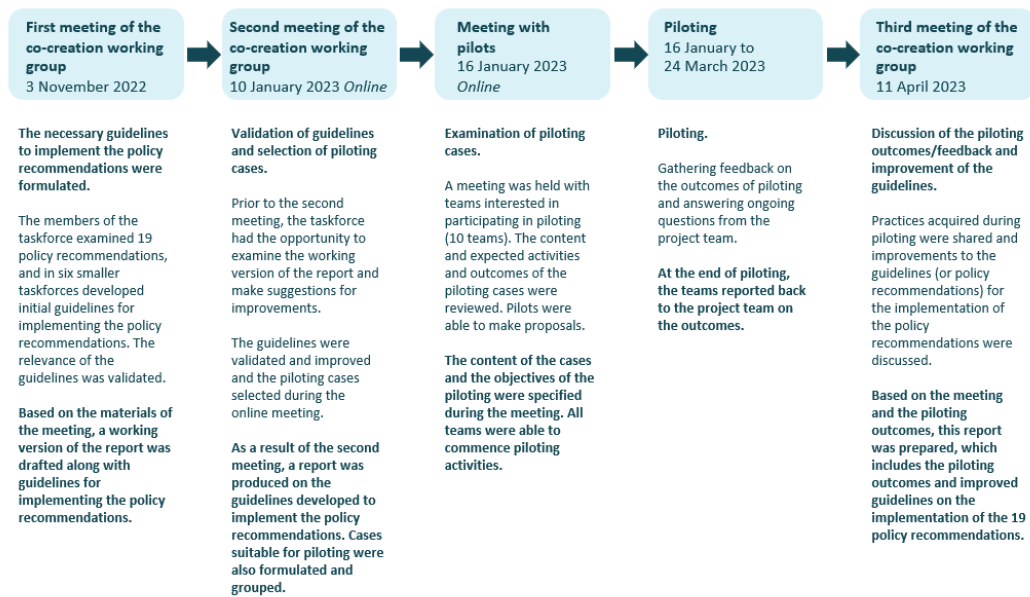 First meeting of the
co-creation working
group
3 November 2022
Second meeting of the
co-creation working
group
10 January 2023 Online
Meeting with
pilots
16 January 2023
Online
Piloting
16 January to
24 March 2023
Third meeting of the
co-creation working
group
11 April 2023
The necessary guidelines
to implement the policy
recommendations were
formulated.
The members of the
taskforce examined 19
policy recommendations,
and in six smaller
taskforces developed
initial guidelines for
implementing the policy
recommendations. The
relevance of the
guidelines was validated.
Based on the materials of
the meeting, a working
version of the report was
drafted along with
guidelines for
implementing the policy
recommendations.
Validation of guidelines
and selection of piloting
cases.
Prior to the second
meeting, the taskforce
had the opportunity to
examine the working
version of the report and
make suggestions for
improvements.
The guidelines were
validated and improved
and the piloting cases
selected during the
online meeting.
As a result of the second
meeting, a report was
produced on the
guidelines developed to
implement the policy
recommendations. Cases
suitable for piloting were
also formulated and
grouped.
Examination of piloting
cases.
A meeting was held with
teams interested in
participating in piloting
(10 teams). The content
and expected activities
and outcomes of the
piloting cases were
reviewed. Pilots were
able to make proposals.
The content of the cases
and the objectives of the
piloting were specified
during the meeting. All
teams were able to
commence piloting
activities.
Piloting.
Gathering feedback on
the outcomes of piloting
and answering ongoing
questions from the
project team.
At the end of piloting,
the teams reported back
to the project team on
the outcomes.
Discussion of the piloting
outcomes/feedback and
improvement of the
guidelines.
Practices acquired during
piloting were shared and
improvements to the
guidelines (or policy
recommendations) for
the implementation of
the policy
recommendations were
discussed.
Based on the meeting
and the piloting
outcomes, this report
was prepared, which
includes the piloting
outcomes and improved
guidelines on the
implementation of the 19
policy recommendations.